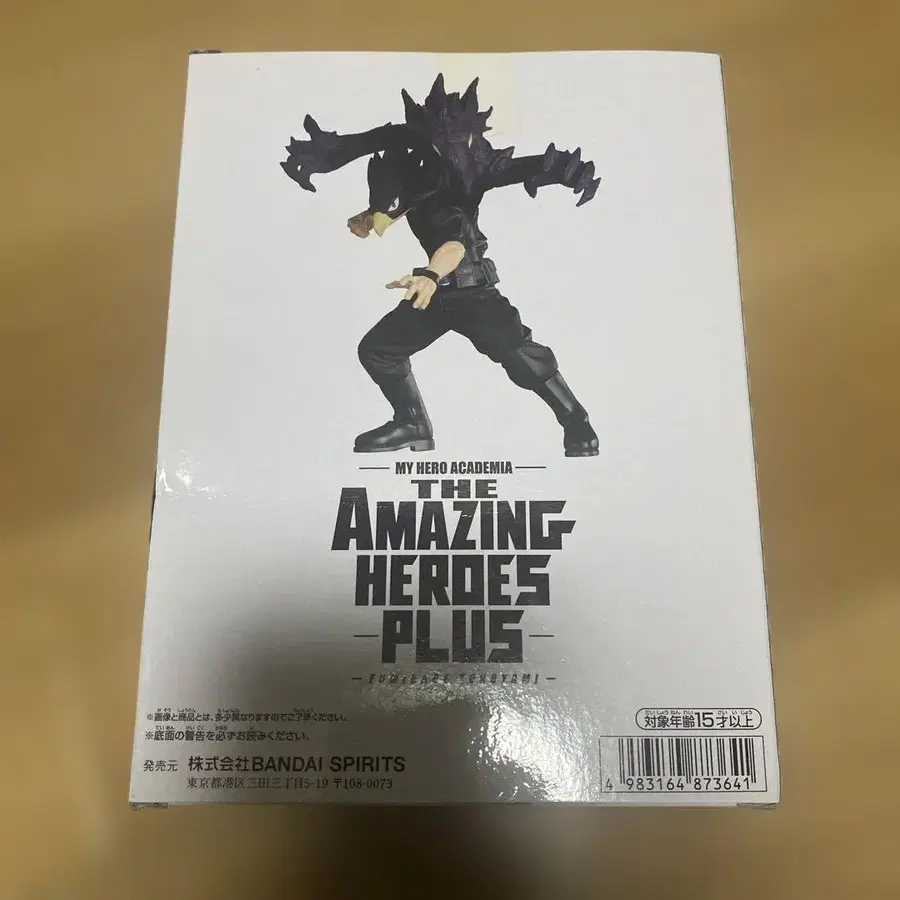 MY HERO ACADEMIA
THE
AMAZING
HEROES
PLUS
FUMIKAGE TOKOYAMI
※画像と商品とは、多少異なりますのでご了承ください。
※底面の警告を必ずお読みください。
対象年齢15才以上
発売元 株式会社BANDAI SPIRITS
東京都港区三田三丁目5-19 〒108-0073
4 983164 873641